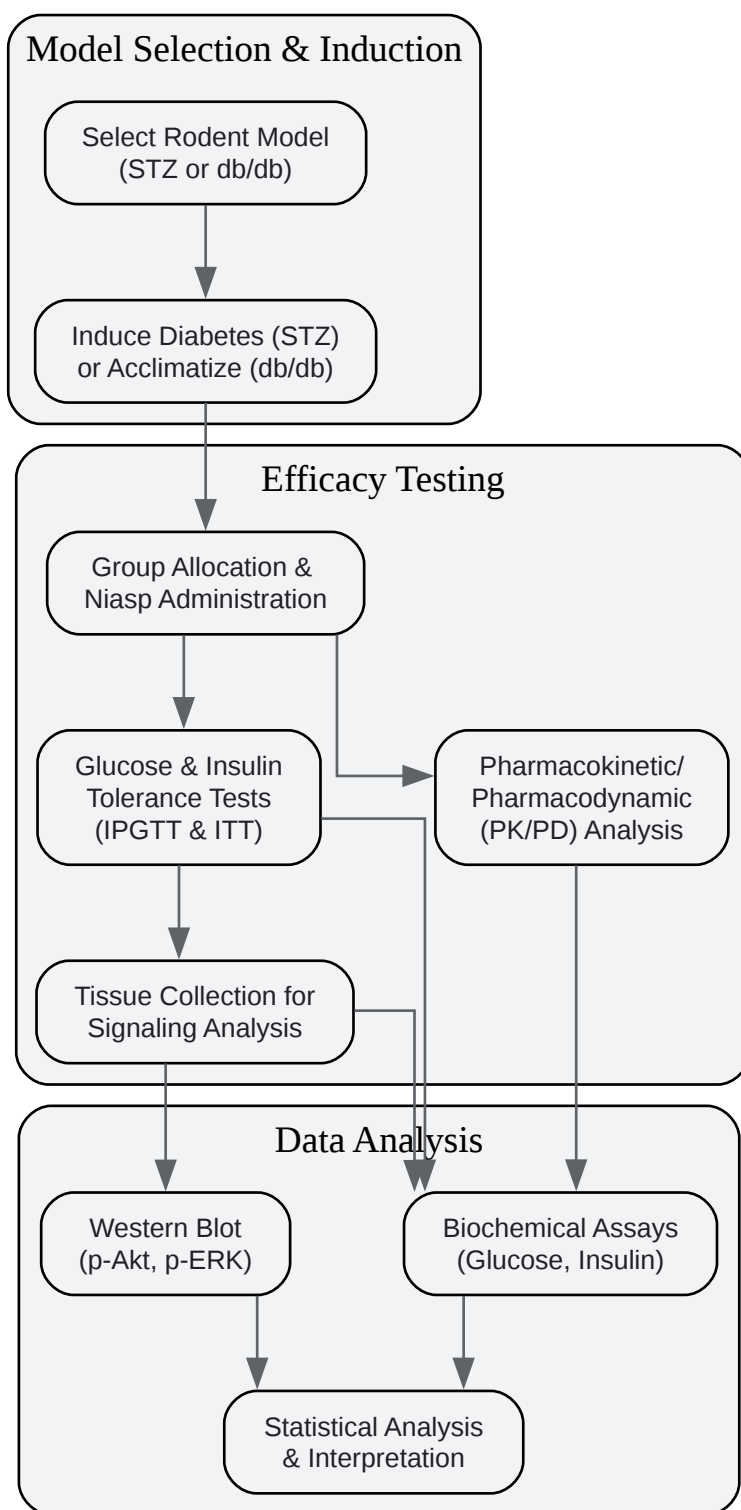 Model Selection & Induction
Select Rodent Model
(STZ or db/db)
Induce Diabetes (STZ)
or Acclimatize (db/db)
Efficacy Testing
Group Allocation &
Niasp Administration
Glucose & Insulin
Tolerance Tests
(IPGTT & ITT)
Pharmacokinetic/
Pharmacodynamic
(PK/PD) Analysis
Tissue Collection for
Signaling Analysis
Data Analysis
Western Blot
(p-Akt, p-ERK)
Biochemical Assays
(Glucose, Insulin)
Statistical Analysis
& Interpretation